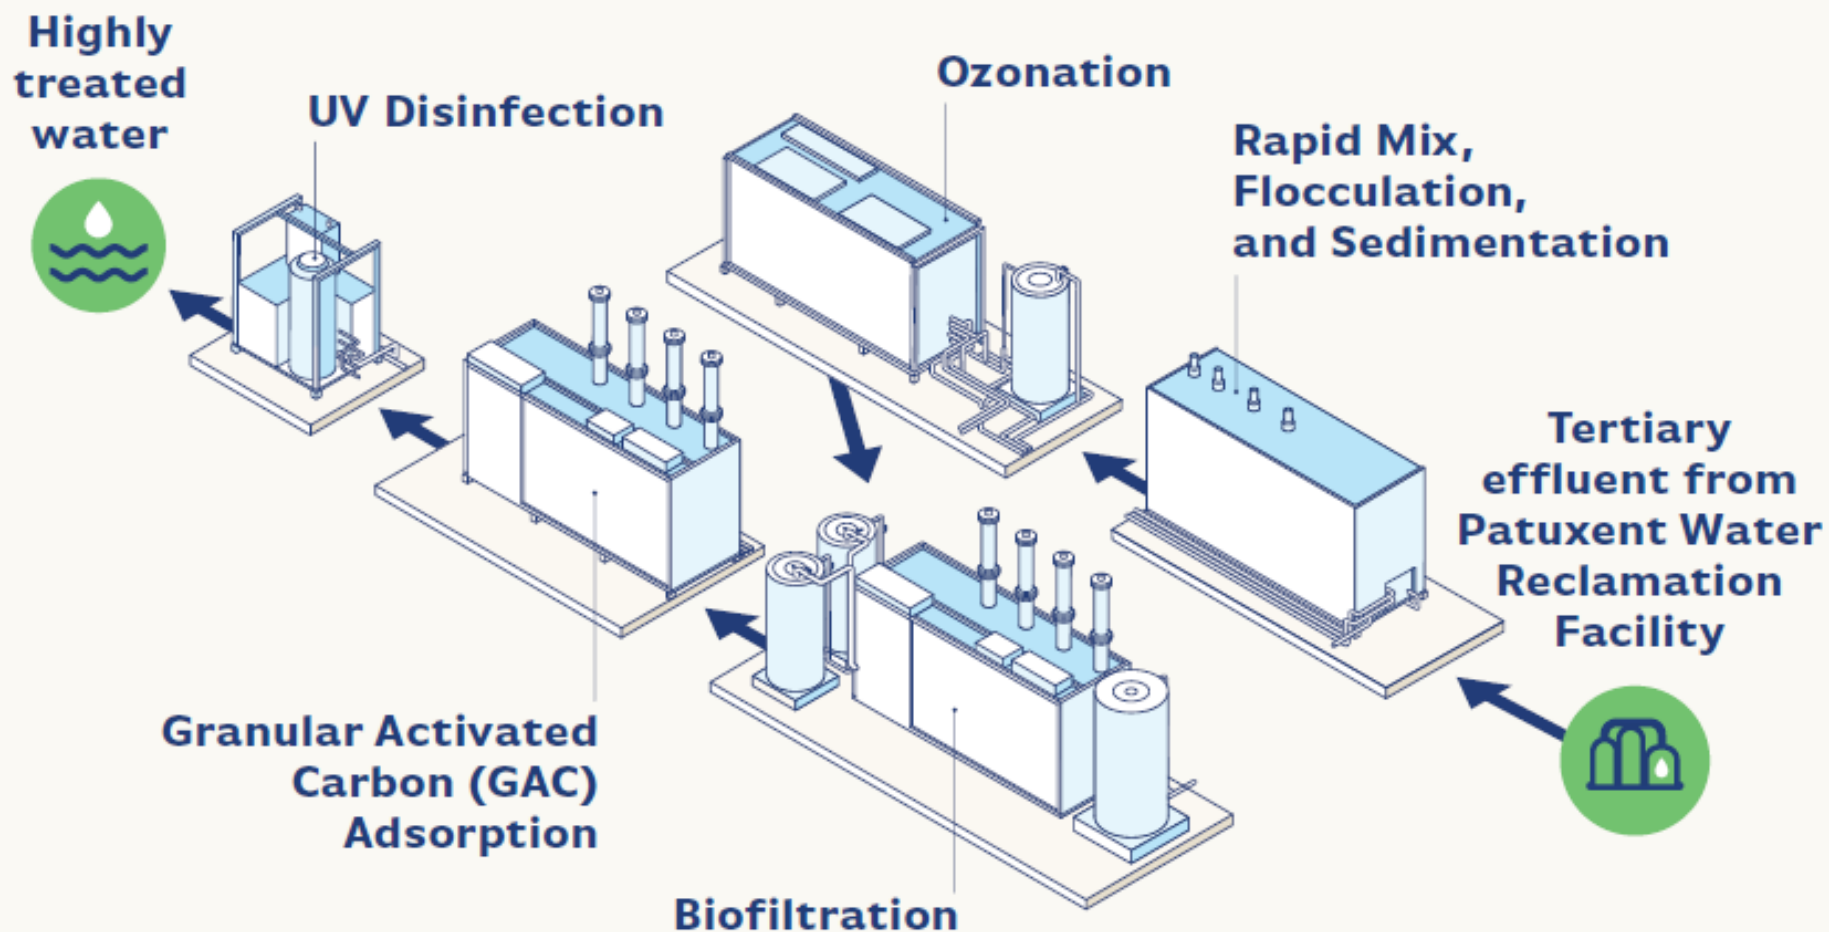 Highly
treated
water
UV Disinfection
Ozonation
Rapid Mix,
Flocculation,
and Sedimentation
Tertiary
effluent from
Patuxent Water
Reclamation
Facility
Granular Activated
Carbon (GAC)
Adsorption
Biofiltration